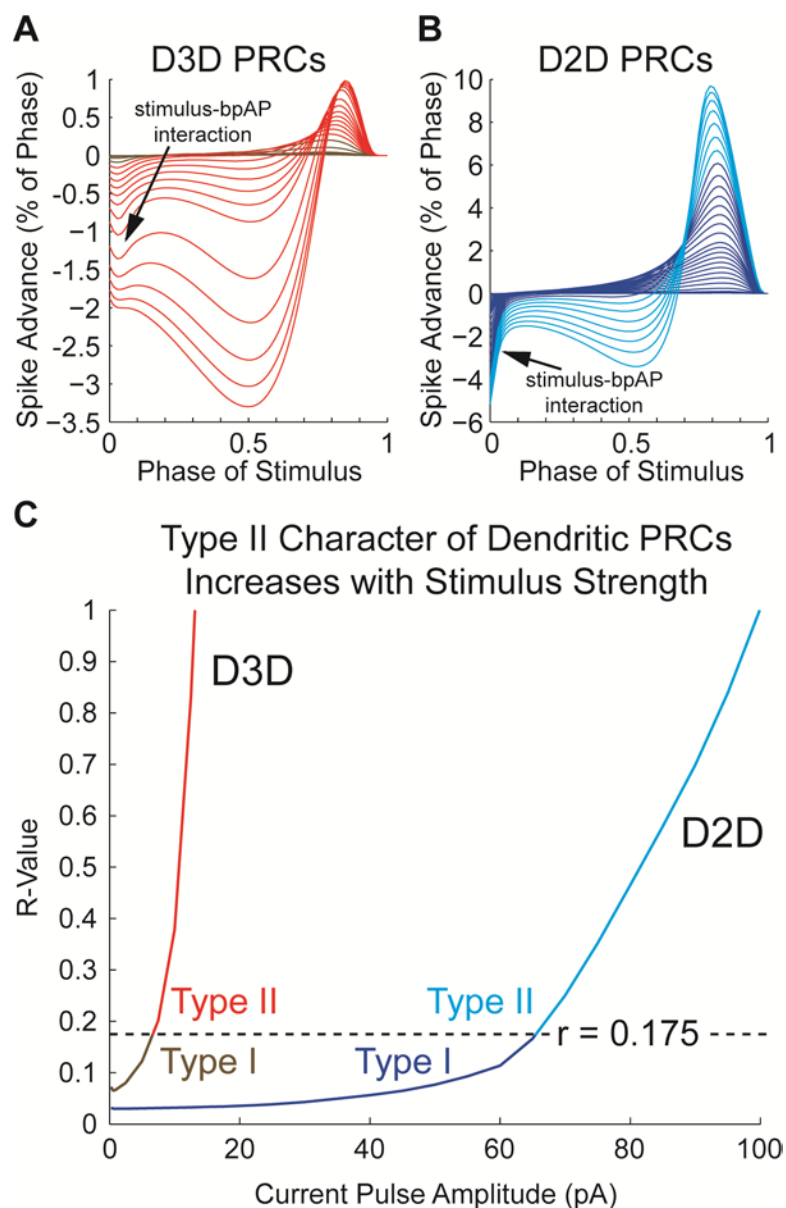 A
D3D PRCs
Spike Advance (% of Phase)
1
0.5
0
−0.5
−1
−1.5
−2
−2.5
−3
−3.5
stimulus-bpAP
interaction
0
0.5
1
Phase of Stimulus
B
D2D PRCs
Spike Advance (% of Phase)
10
8
6
4
2
0
−2
−4
−6
stimulus-bpAP
interaction
0
0.5
1
Phase of Stimulus
C
Type II Character of Dendritic PRCs
Increases with Stimulus Strength
R-Value
1
0.9
0.8
0.7
0.6
0.5
0.4
0.3
0.2
0.1
0
D3D
D2D
Type II
Type II
r = 0.175
Type I
Type I
0
20
40
60
80
100
Current Pulse Amplitude (pA)